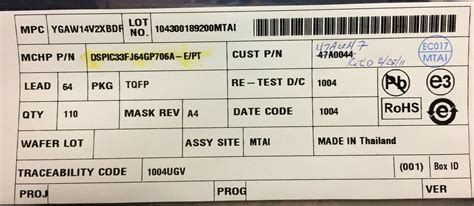 MPC YGAW14V2XBDF LOT NO. 104300189200MTAI
MCHP P/N DSPIC33FJ64GP706A-E/PT CUST P/N 47A0044
EC017 MTAI
LEAD 64 PKG TQFP RE-TEST D/C 1004 Pb e3
QTY 110 MASK REV A4 DATE CODE 1004 RoHS e3
WAFER LOT ASSY SITE MTAI MADE IN Thailand
TRACEABILITY CODE 1004UGV (001) Box ID
PROJ PROG VER